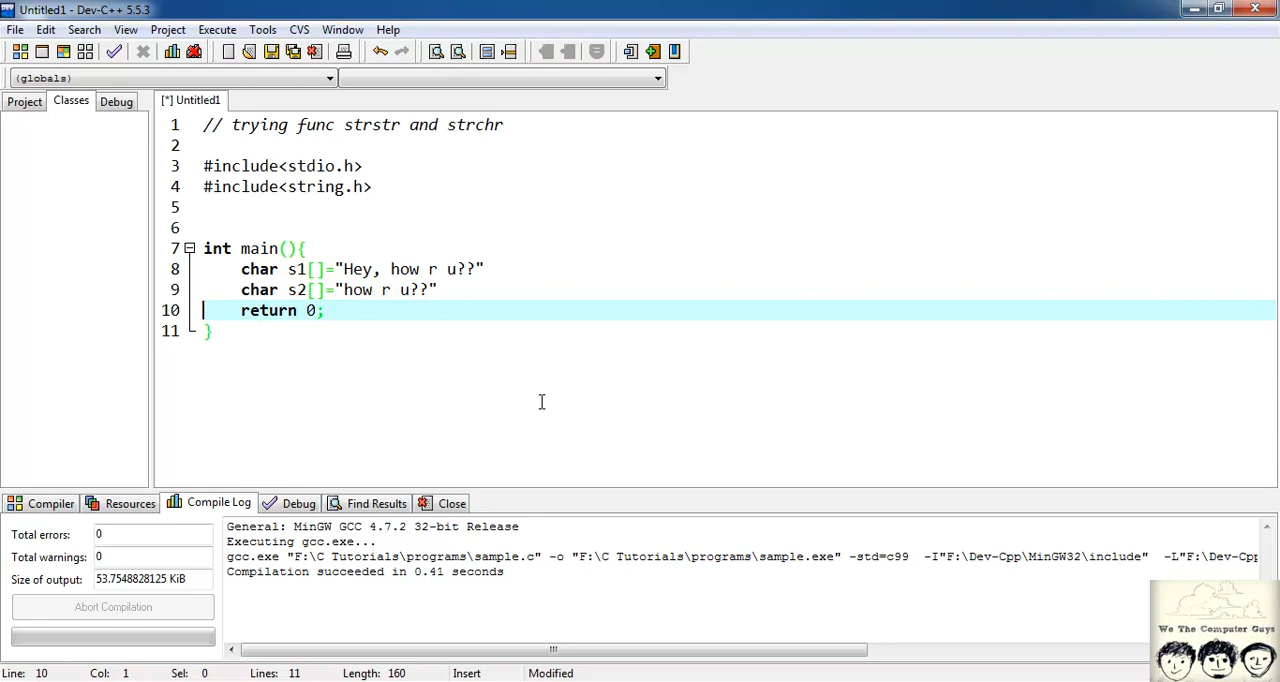 Untitled1 - Dev-C++ 5.5.3
File Edit Search View Project Execute Tools CVS Window Help
(globals)
Project Classes Debug [*] Untitled1
1 // trying func strstr and strchr
2
3 #include<stdio.h>
4 #include<string.h>
5
6
7 int main(){
8 char s1[]="Hey, how r u??"
9 char s2[]="how r u??"
10 return 0;
11 }
Compiler Resources Compile Log Debug Find Results Close
Total errors: 0
Total warnings: 0
Size of output: 53.7548828125 KiB
Abort Compilation
General: MinGW GCC 4.7.2 32-bit Release
Executing gcc.exe...
gcc.exe "F:\C Tutorials\programs\sample.c" -o "F:\C Tutorials\programs\sample.exe" -std=c99 -I"F:\Dev-Cpp\MinGW32\include" -L"F:\Dev-Cpp
Compilation succeeded in 0.41 seconds
We The Computer Guys
Line: 10 Col: 1 Sel: 0 Lines: 11 Length: 160 Insert Modified